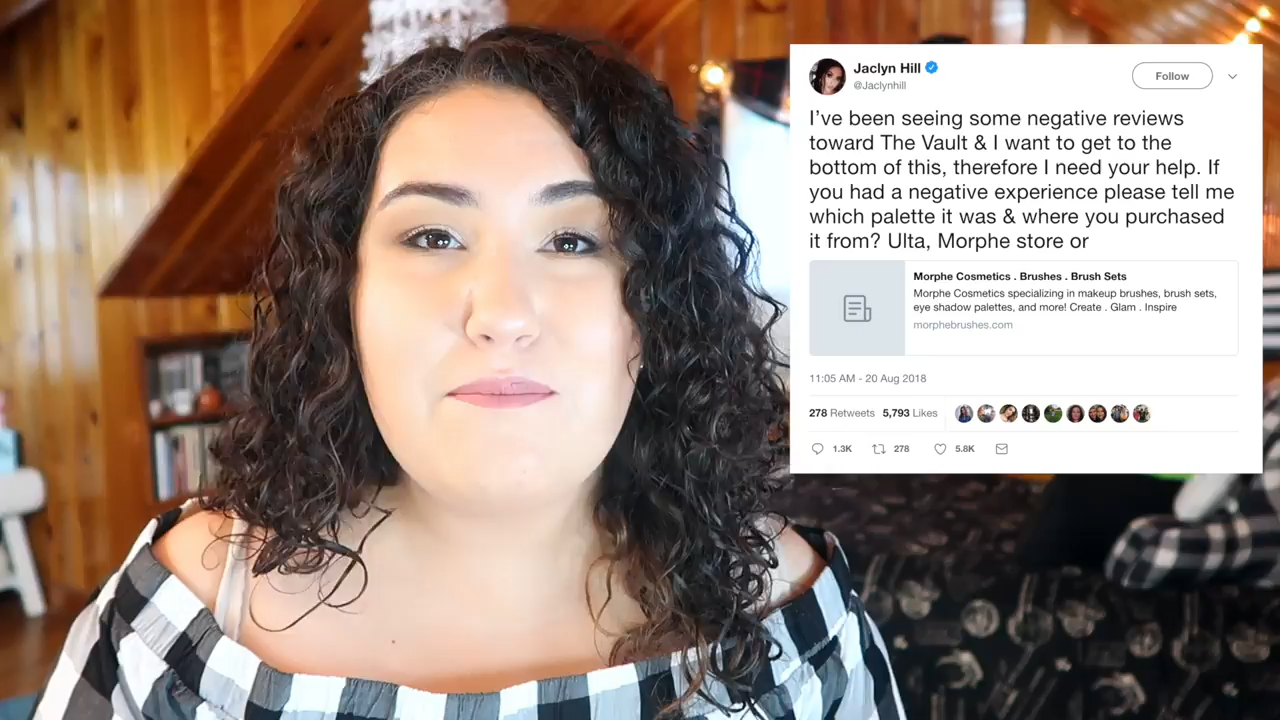 Jaclyn Hill
@Jaclynhill
Follow
I've been seeing some negative reviews
toward The Vault & I want to get to the
bottom of this, therefore I need your help. If
you had a negative experience please tell me
which palette it was & where you purchased
it from? Ulta, Morphe store or
Morphe Cosmetics . Brushes . Brush Sets
Morphe Cosmetics specializing in makeup brushes, brush sets,
eye shadow palettes, and more! Create . Glam . Inspire
morphebrushes.com
11:05 AM - 20 Aug 2018
278 Retweets 5,793 Likes
1.3K 278 5.8K